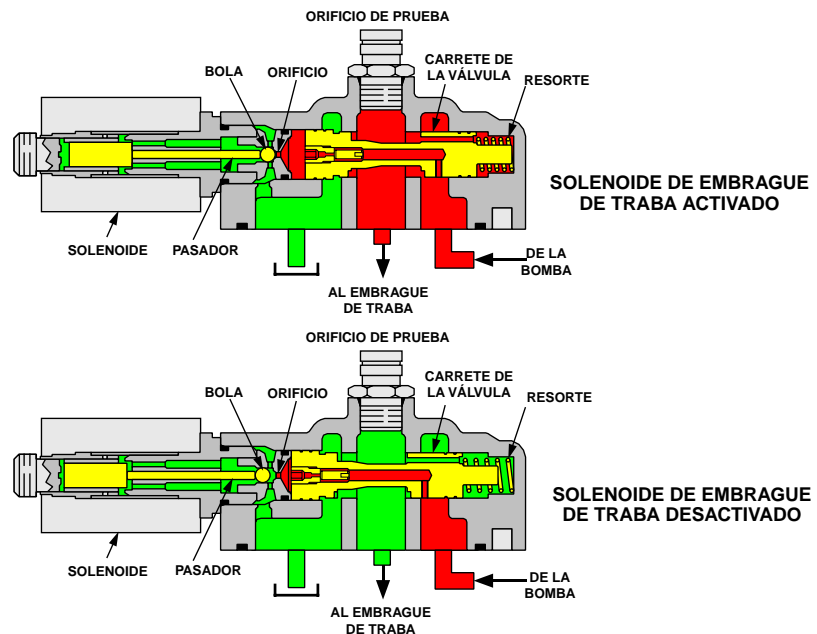 ORIFICIO DE PRUEBA
BOLA
ORIFICIO
CARRETE DE
LA VÁLVULA
RESORTE
SOLENOIDE DE EMBRAGUE
DE TRABA ACTIVADO
SOLENOIDE
PASADOR
DE LA
BOMBA
AL EMBRAGUE
DE TRABA
ORIFICIO DE PRUEBA
BOLA
ORIFICIO
CARRETE DE
LA VÁLVULA
RESORTE
SOLENOIDE DE EMBRAGUE
DE TRABA DESACTIVADO
SOLENOIDE
PASADOR
DE LA
BOMBA
AL EMBRAGUE
DE TRABA